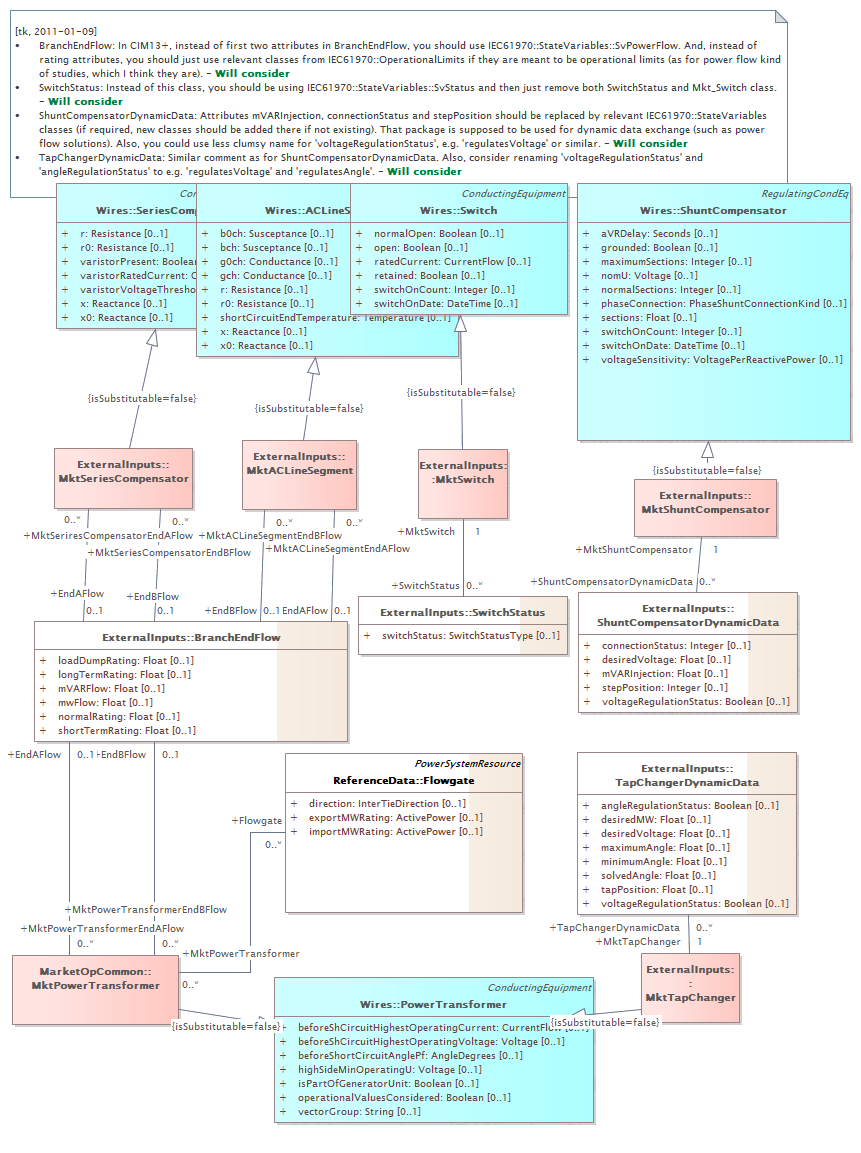 [tk, 2011-01-09]
• BranchEndFlow: In CIM13+, instead of first two attributes in BranchEndFlow, you should use IEC61970::StateVariables::SvPowerFlow. And, instead of
rating attributes, you should just use relevant classes from IEC61970::OperationalLimits if they are meant to be operational limits (as for power flow kind
of studies, which I think they are). - Will consider
• SwitchStatus: Instead of this class, you should be using IEC61970::StateVariables::SvStatus and then just remove both SwitchStatus and Mkt_Switch class.
- Will consider
• ShuntCompensatorDynamicData: Attributes mVARInjection, connectionStatus and stepPosition should be replaced by relevant IEC61970::StateVariables
classes (if required, new classes should be added there if not existing). That package is supposed to be used for dynamic data exchange (such as power
flow solutions). Also, you could use less clumsy name for 'voltageRegulationStatus', e.g. 'regulatesVoltage' or similar. - Will consider
• TapChangerDynamicData: Similar comment as for ShuntCompensatorDynamicData. Also, consider renaming 'voltageRegulationStatus' and
'angleRegulationStatus' to e.g. 'regulatesVoltage' and 'regulatesAngle'. - Will consider
Con
Wires::SeriesComp
+ r: Resistance [0..1]
+ r0: Resistance [0..1]
+ varistorPresent: Boolean
+ varistorRatedCurrent: C
+ varistorVoltageThresho
+ x: Reactance [0..1]
+ x0: Reactance [0..1]
Wires::ACLineS
+ b0ch: Susceptance [0..1]
+ bch: Susceptance [0..1]
+ g0ch: Conductance [0..1]
+ gch: Conductance [0..1]
+ r: Resistance [0..1]
+ r0: Resistance [0..1]
+ shortCircuitEndTemperature: Temperature [0..1]
+ x: Reactance [0..1]
+ x0: Reactance [0..1]
ConductingEquipment
Wires::Switch
+ normalOpen: Boolean [0..1]
+ open: Boolean [0..1]
+ ratedCurrent: CurrentFlow [0..1]
+ retained: Boolean [0..1]
+ switchOnCount: Integer [0..1]
+ switchOnDate: DateTime [0..1]
RegulatingCondEq
Wires::ShuntCompensator
+ aVRDelay: Seconds [0..1]
+ grounded: Boolean [0..1]
+ maximumSections: Integer [0..1]
+ nomU: Voltage [0..1]
+ normalSections: Integer [0..1]
+ phaseConnection: PhaseShuntConnectionKind [0..1]
+ sections: Float [0..1]
+ switchOnCount: Integer [0..1]
+ switchOnDate: DateTime [0..1]
+ voltageSensitivity: VoltagePerReactivePower [0..1]
{isSubstitutable=false}
{isSubstitutable=false}
{isSubstitutable=false}
{isSubstitutable=false}
ExternalInputs::
MktSeriesCompensator
ExternalInputs::
MktACLineSegment
ExternalInputs:
:MktSwitch
ExternalInputs::
MktShuntCompensator
0..*
0..*
0..*
0..*
+MktSeriresCompensatorEndAFlow
+MktSeriesCompensatorEndBFlow
+MktACLineSegmentEndBFlow
+MktACLineSegmentEndAFlow
+MktSwitch 1
+MktShuntCompensator 1
+EndAFlow
0..1
+EndBFlow
0..1
+EndBFlow 0..1
EndAFlow 0..1
+SwitchStatus 0..*
+ShuntCompensatorDynamicData 0..*
ExternalInputs::BranchEndFlow
+ loadDumpRating: Float [0..1]
+ longTermRating: Float [0..1]
+ mVARFlow: Float [0..1]
+ mwFlow: Float [0..1]
+ normalRating: Float [0..1]
+ shortTermRating: Float [0..1]
ExternalInputs::SwitchStatus
+ switchStatus: SwitchStatusType [0..1]
ExternalInputs::
ShuntCompensatorDynamicData
+ connectionStatus: Integer [0..1]
+ desiredVoltage: Float [0..1]
+ mVARInjection: Float [0..1]
+ stepPosition: Integer [0..1]
+ voltageRegulationStatus: Boolean [0..1]
+EndAFlow 0..1
+EndBFlow 0..1
PowerSystemResource
ReferenceData::Flowgate
+ direction: InterTieDirection [0..1]
+ exportMWRating: ActivePower [0..1]
+ importMWRating: ActivePower [0..1]
+Flowgate
0..*
ExternalInputs::
TapChangerDynamicData
+ angleRegulationStatus: Boolean [0..1]
+ desiredMW: Float [0..1]
+ desiredVoltage: Float [0..1]
+ maximumAngle: Float [0..1]
+ minimumAngle: Float [0..1]
+ solvedAngle: Float [0..1]
+ tapPosition: Float [0..1]
+ voltageRegulationStatus: Boolean [0..1]
+MktPowerTransformerEndBFlow
+MktPowerTransformerEndAFlow
0..*
0..*
+MktPowerTransformer
0..*
+TapChangerDynamicData 0..*
+MktTapChanger 1
MarketOpCommon::
MktPowerTransformer
ExternalInputs:
:
MktTapChanger
{isSubstitutable=false}
{isSubstitutable=false}
ConductingEquipment
Wires::PowerTransformer
+ beforeShCircuitHighestOperatingCurrent: CurrentFlow [0..1]
+ beforeShCircuitHighestOperatingVoltage: Voltage [0..1]
+ beforeShortCircuitAnglePf: AngleDegrees [0..1]
+ highSideMinOperatingU: Voltage [0..1]
+ isPartOfGeneratorUnit: Boolean [0..1]
+ operationalValuesConsidered: Boolean [0..1]
+ vectorGroup: String [0..1]